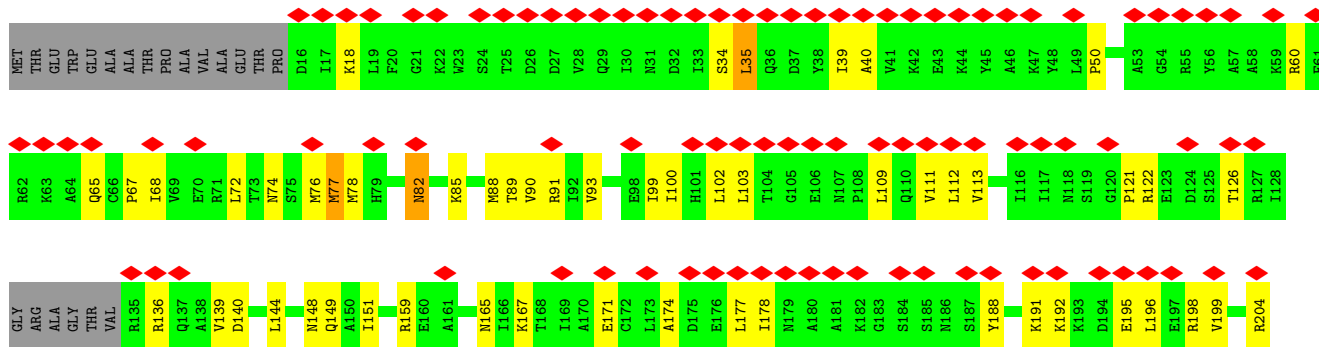 MET THR GLU TRP GLU ALA ALA THR PRO ALA VAL ALA GLU THR PRO D16 I17 K18 L19 F20 G21 K22 W23 S24 T25 D26 D27 V28 Q29 I30 N31 D32 I33 S34 L35 Q36 D37 Y38 I39 A40 V41 K42 E43 K44 Y45 A46 K47 Y48 L49 P50 A53 G54 R55 Y56 A57 A58 K59 R60 F61
R62 K63 A64 Q65 C66 P67 I68 V69 E70 R71 L72 T73 N74 S75 M76 M77 M78 H79 N82 K85 M88 T89 V90 R91 I92 V93 E98 I99 I100 H101 L102 L103 T104 G105 E106 N107 P108 L109 Q110 V111 L112 V113 I116 I117 N118 S119 G120 P121 R122 E123 D124 S125 T126 R127 I128
GLY ARG ALA GLY THR VAL R135 R136 Q137 A138 V139 D140 L144 N148 Q149 A150 I151 R159 E160 A161 N165 I166 K167 T168 I169 A170 E171 C172 L173 A174 D175 E176 L177 I178 N179 A180 A181 K182 G183 S184 S185 N186 S187 Y188 K191 K192 K193 D194 E195 L196 E197 R198 V199 R204